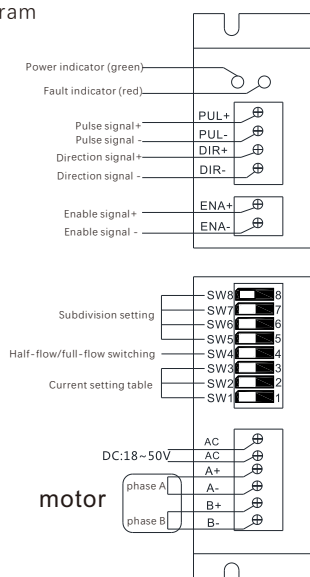 ram
Power indicator (green)
Fault indicator (red)
Pulse signal+ PUL+
Pulse signal - PUL-
Direction signal+ DIR+
Direction signal - DIR-
Enable signal+ ENA+
Enable signal - ENA-
SW8 8
SW7 7
Subdivision setting SW6 6
SW5 5
Half-flow/full-flow switching SW4 4
SW3 3
Current setting table SW2 2
SW1 1
AC
DC:18~50V AC
A+
phase A A-
motor B+
phase B B-